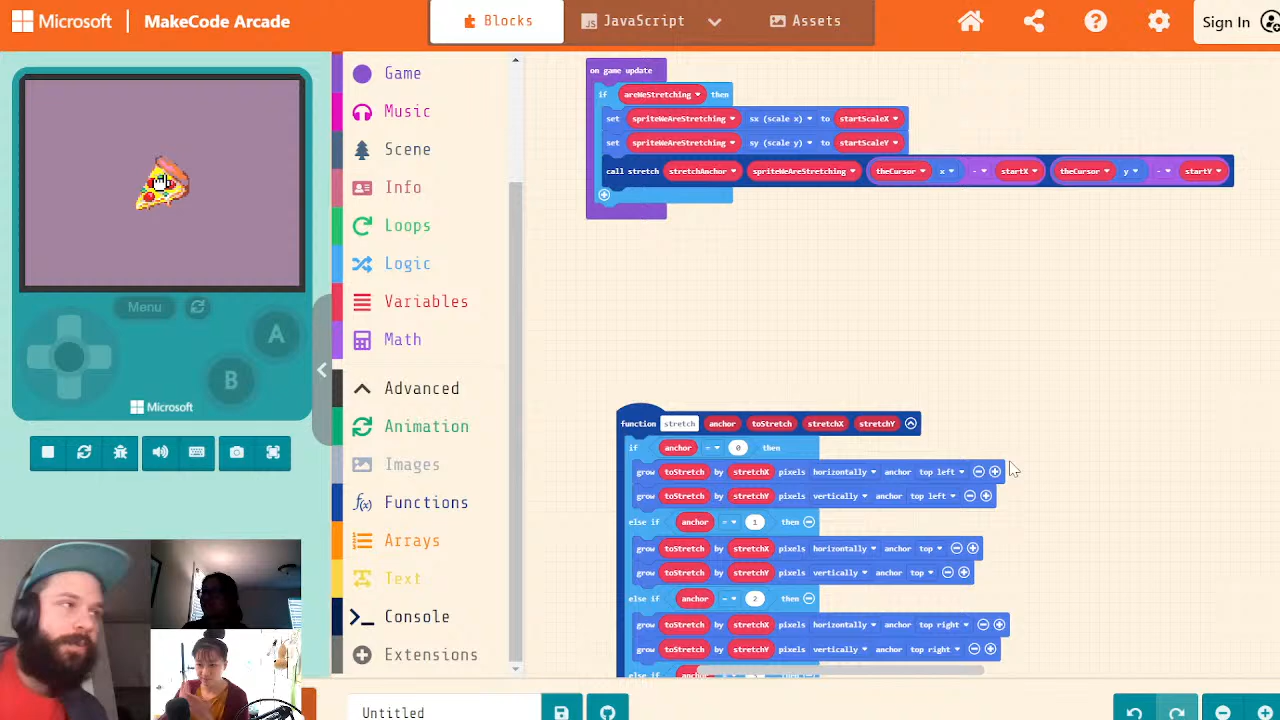 Microsoft | MakeCode Arcade
Blocks
JavaScript
Assets
Sign In
Menu
A
B
Microsoft
Game
Music
Scene
Info
Loops
Logic
Variables
Math
Advanced
Animation
Images
Functions
Arrays
Text
Console
Extensions
on game update
if areWeStretching then
set spriteWeAreStretching sx (scale x) to startScaleX
set spriteWeAreStretching sy (scale y) to startScaleY
call stretch stretchAnchor spriteWeAreStretching theCursor x - startX theCursor y - startY
function stretch anchor toStretch stretchX stretchY
if anchor = 0 then
grow toStretch by stretchX pixels horizontally anchor top left
grow toStretch by stretchY pixels vertically anchor top left
else if anchor = 1 then
grow toStretch by stretchX pixels horizontally anchor top
grow toStretch by stretchY pixels vertically anchor top
else if anchor = 2 then
grow toStretch by stretchX pixels horizontally anchor top right
grow toStretch by stretchY pixels vertically anchor top right
else if
Untitled